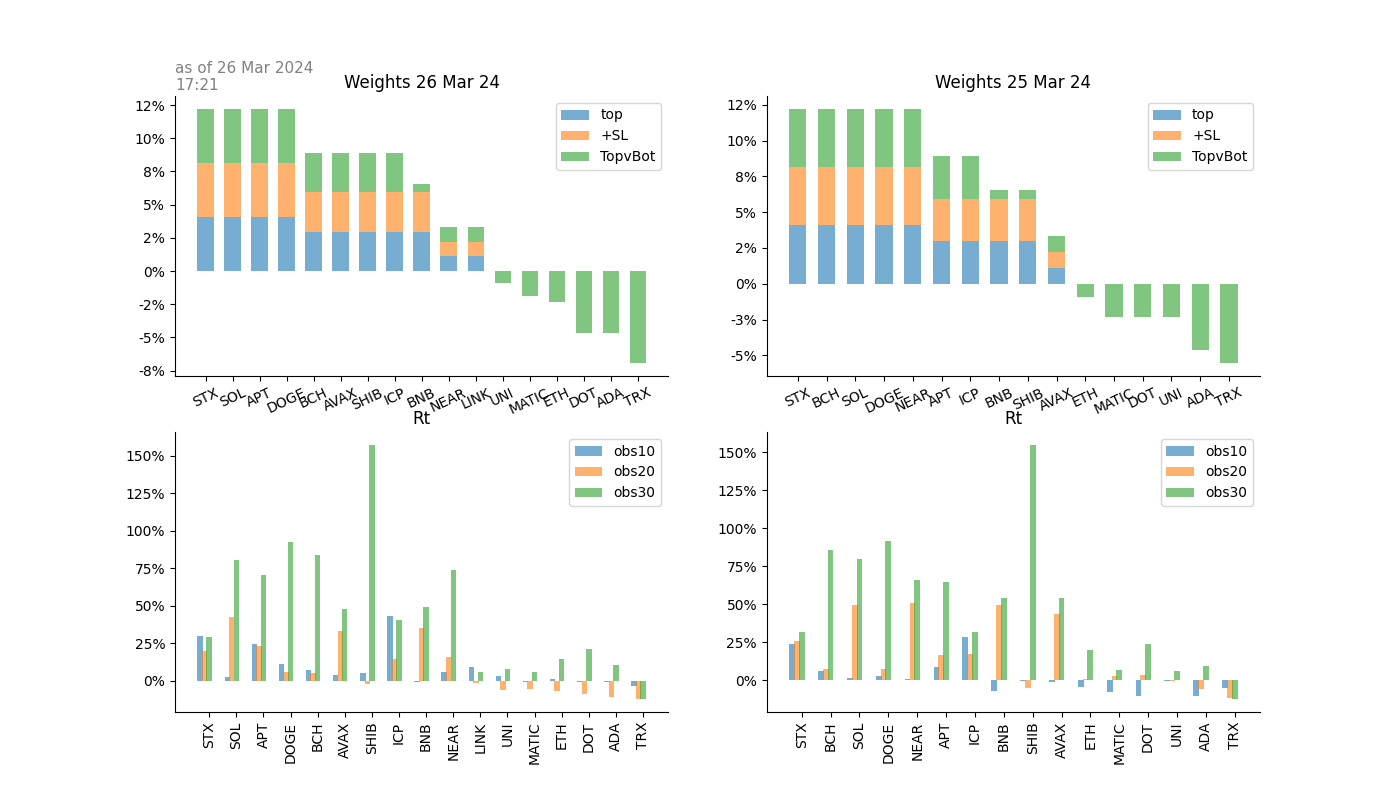 as of 26 Mar 2024
17:21
Weights 26 Mar 24
12%
10%
8%
5%
2%
0%
-2%
-5%
-8%
top
+SL
TopvBot
STX SOL APT DOGE BCH AVAX SHIB ICP BNB NEAR LINK UNI MATIC ETH DOT ADA TRX
Weights 25 Mar 24
12%
10%
8%
5%
2%
0%
-3%
-5%
top
+SL
TopvBot
STX BCH SOL DOGE NEAR APT ICP BNB SHIB AVAX ETH MATIC DOT UNI ADA TRX
Rt
150%
125%
100%
75%
50%
25%
0%
obs10
obs20
obs30
STX SOL APT DOGE BCH AVAX SHIB ICP BNB NEAR LINK UNI MATIC ETH DOT ADA TRX
Rt
150%
125%
100%
75%
50%
25%
0%
obs10
obs20
obs30
STX BCH SOL DOGE NEAR APT ICP BNB SHIB AVAX ETH MATIC DOT UNI ADA TRX